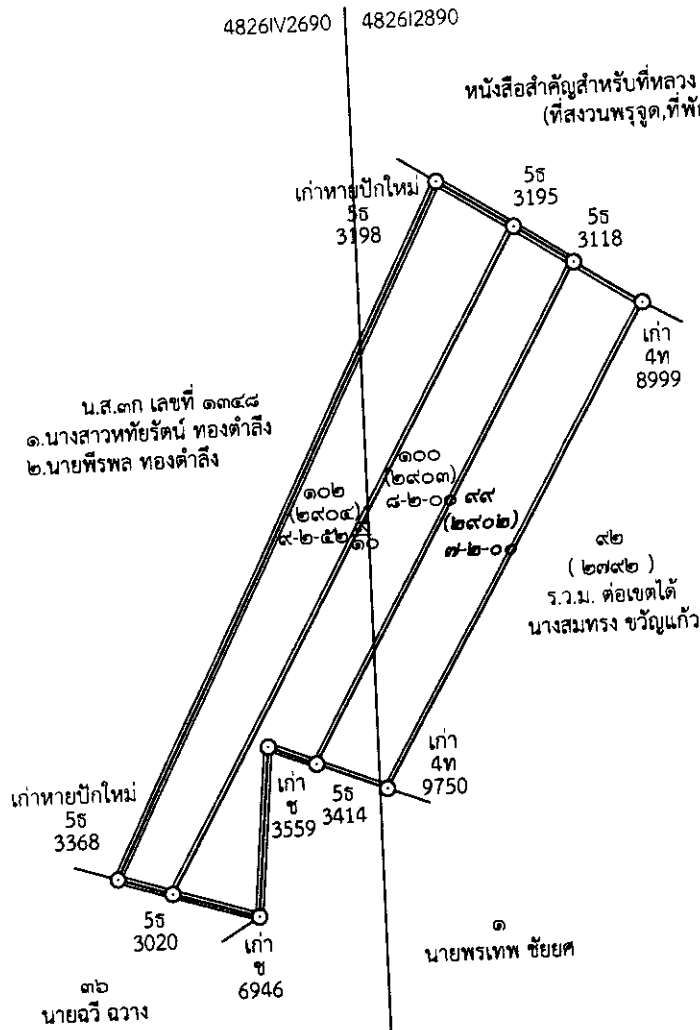 4826IV2690 4826I2890
หนังสือสำคัญสำหรับที่หลวง
(ที่สงวนพรุจูด,ที่พัก
เก่าหายปักใหม่
5ธ
3198
5ธ
3195
5ธ
3118
เก่า
4ท
8999
น.ส.๓ก เลขที่ ๑๓๔๘
๑.นางสาวหทัยรัตน์ ทองตำลึง
๒.นายพีรพล ทองตำลึง
๑๐๒
(๒๙๐๔)
๙-๒-๕๒
๑๐
๑๐๐
(๒๙๐๓)
๘-๒-๐๐
๙๙
(๒๙๐๒)
๗-๒-๐๐
๙๒
( ๒๗๙๒ )
ร.ว.ม. ต่อเขตได้
นางสมทรง ขวัญแก้ว
เก่า
4ท
9750
เก่า
ช
3559
5ธ
3414
เก่าหายปักใหม่
5ธ
3368
5ธ
3020
เก่า
ช
6946
๑
นายพรเทพ ชัยยศ
๓๖
นายฉวี ฉวาง